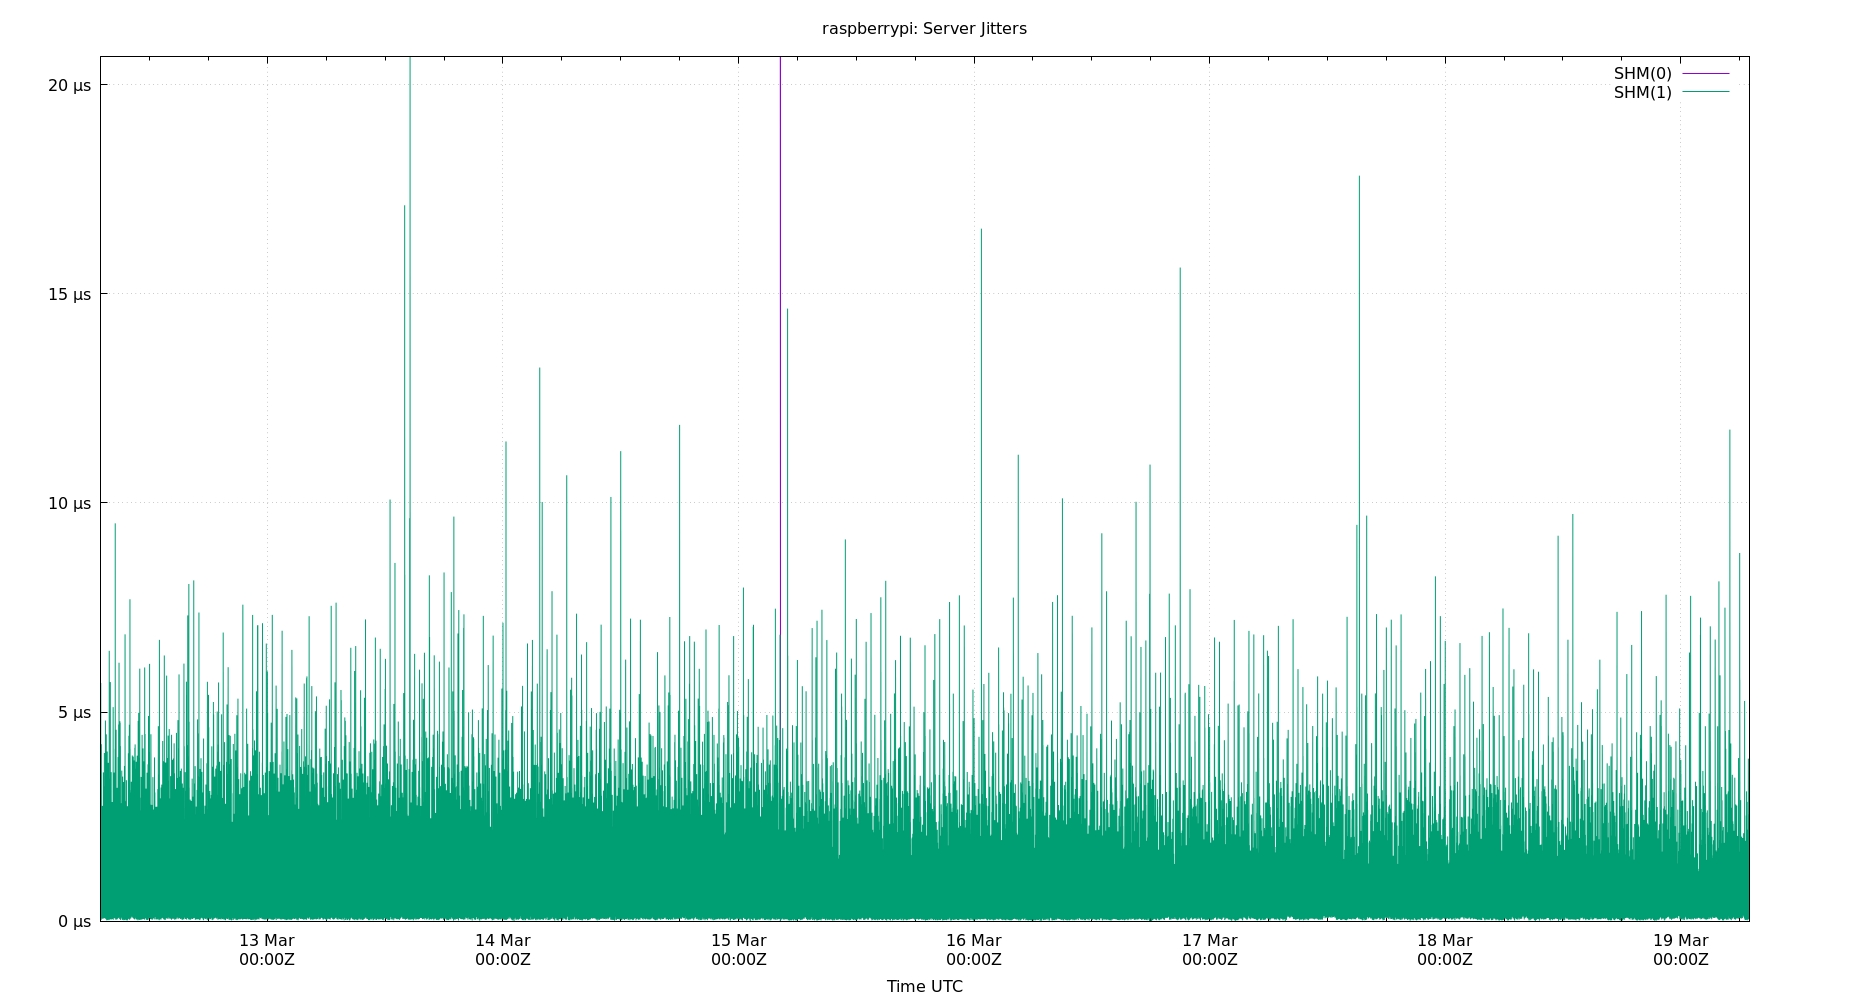 raspberrypi: Server Jitters
SHM(0)
SHM(1)
20 µs
15 µs
10 µs
5 µs
0 µs
13 Mar 14 Mar 15 Mar 16 Mar 17 Mar 18 Mar 19 Mar
00:00Z 00:00Z 00:00Z 00:00Z 00:00Z 00:00Z 00:00Z
Time UTC